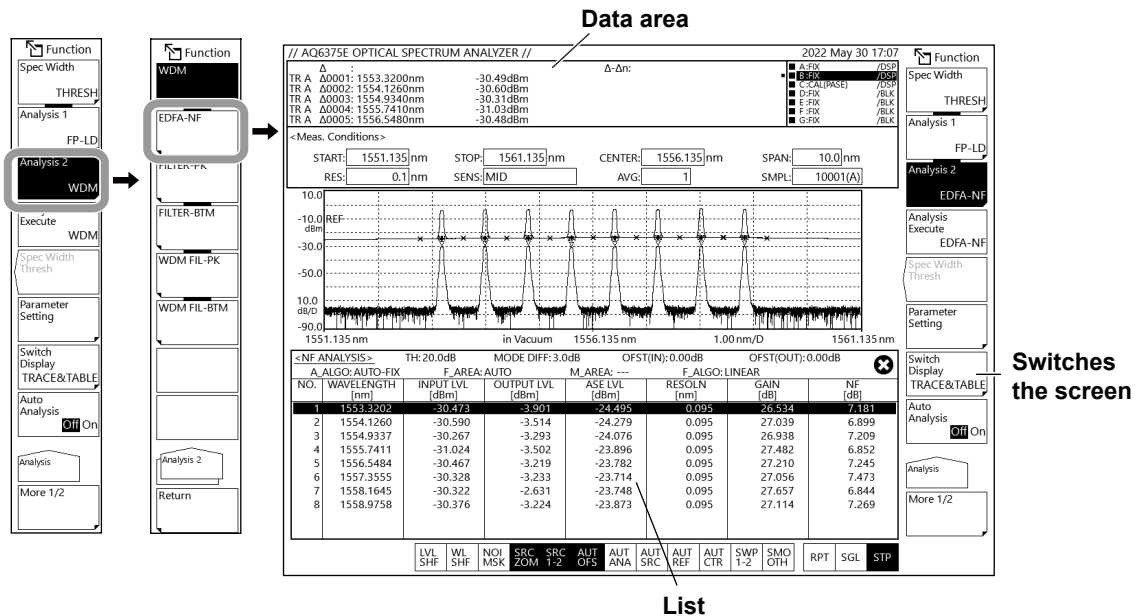 Data area
Function
Spec Width
THRESH
Analysis 1
FP-LD
Analysis 2
WDM
Execute
WDM
Spec Width
Thresh
Parameter
Setting
Switch
Display
TRACE&TABLE
Auto
Analysis
Off On
Analysis
More 1/2
Function
WDM
EDFA-NF
FILTER-PK
FILTER-BTM
WDM FIL-PK
WDM FIL-BTM
Analysis 2
Return
// AQ6375E OPTICAL SPECTRUM ANALYZER // 2022 May 30 17:07
Δ : Δ-Δn:
TR A Δ0001: 1553.3200nm -30.49dBm
TR A Δ0002: 1554.1260nm -30.60dBm
TR A Δ0003: 1554.9340nm -30.31dBm
TR A Δ0004: 1555.7410nm -31.03dBm
TR A Δ0005: 1556.5480nm -30.48dBm
A:FIX /DSP
B:FIX /DSP
C:CAL(PASE) /DSP
D:FIX /BLK
E:FIX /BLK
F:FIX /BLK
G:FIX /BLK
<Meas. Conditions>
START: 1551.135 nm STOP: 1561.135 nm CENTER: 1556.135 nm SPAN: 10.0 nm
RES: 0.1 nm SENS: MID AVG: 1 SMPL: 10001(A)
10.0
-10.0 REF
dBm
-30.0
-50.0
10.0
dB/D
-90.0
1551.135 nm in Vacuum 1556.135 nm 1.00 nm/D 1561.135 nm
<NF ANALYSIS> TH:20.0dB MODE DIFF:3.0dB OFST(IN):0.00dB OFST(OUT):0.00dB
A_ALGO:AUTO-FIX F_AREA:AUTO M_AREA: --- F_ALGO:LINEAR
NO. WAVELENGTH INPUT LVL OUTPUT LVL ASE LVL RESOLN GAIN NF
[nm] [dBm] [dBm] [dBm] [nm] [dB] [dB]
1 1553.3202 -30.473 -3.901 -24.495 0.095 26.534 7.181
2 1554.1260 -30.590 -3.514 -24.279 0.095 27.039 6.899
3 1554.9337 -30.267 -3.293 -24.076 0.095 26.938 7.209
4 1555.7411 -31.024 -3.502 -23.896 0.095 27.482 6.852
5 1556.5484 -30.467 -3.219 -23.782 0.095 27.210 7.245
6 1557.3555 -30.328 -3.233 -23.714 0.095 27.056 7.473
7 1558.1645 -30.322 -2.631 -23.748 0.095 27.657 6.844
8 1558.9758 -30.376 -3.224 -23.873 0.095 27.114 7.269
LVL WL NOI SRC SRC AUT AUT AUT AUT AUT SWP SMO RPT SGL STP
SHF SHF MSK ZOM 1-2 OFS ANA SRC REF CTR 1-2 OTH
Function
Spec Width
THRESH
Analysis 1
FP-LD
Analysis 2
EDFA-NF
Analysis
Execute
EDFA-NF
Spec Width
Thresh
Parameter
Setting
Switch
Display
TRACE&TABLE
Auto
Analysis
Off On
Analysis
More 1/2
Switches
the screen
List